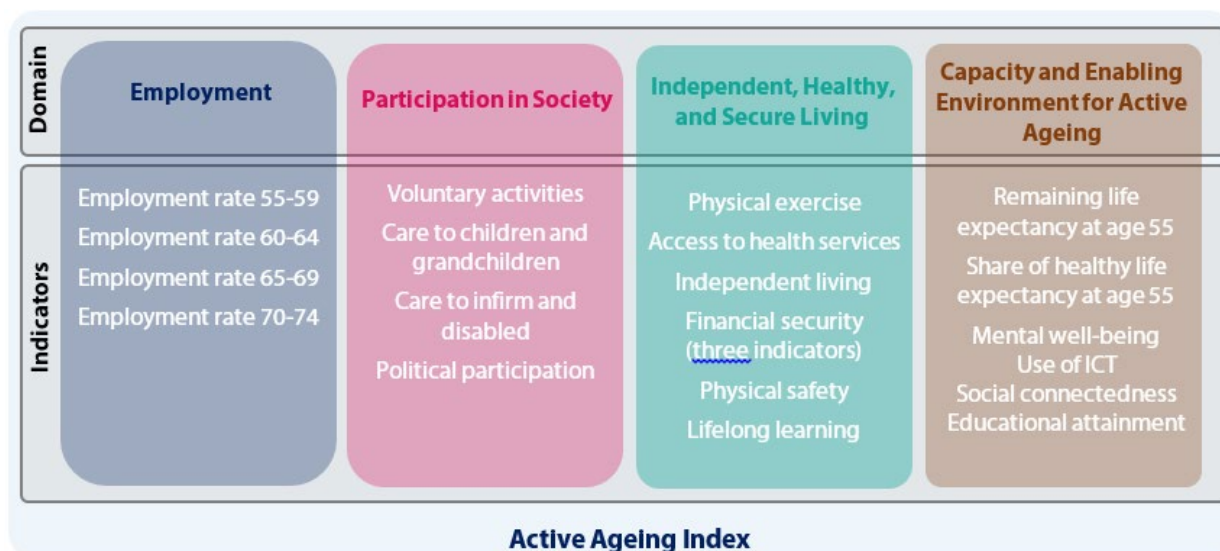 Domain
Employment
Participation in Society
Independent, Healthy,
and Secure Living
Capacity and Enabling
Environment for Active
Ageing
Indicators
Employment rate 55-59
Employment rate 60-64
Employment rate 65-69
Employment rate 70-74
Voluntary activities
Care to children and
grandchildren
Care to infirm and
disabled
Political participation
Physical exercise
Access to health services
Independent living
Financial security
(three indicators)
Physical safety
Lifelong learning
Remaining life
expectancy at age 55
Share of healthy life
expectancy at age 55
Mental well-being
Use of ICT
Social connectedness
Educational attainment
Active Ageing Index